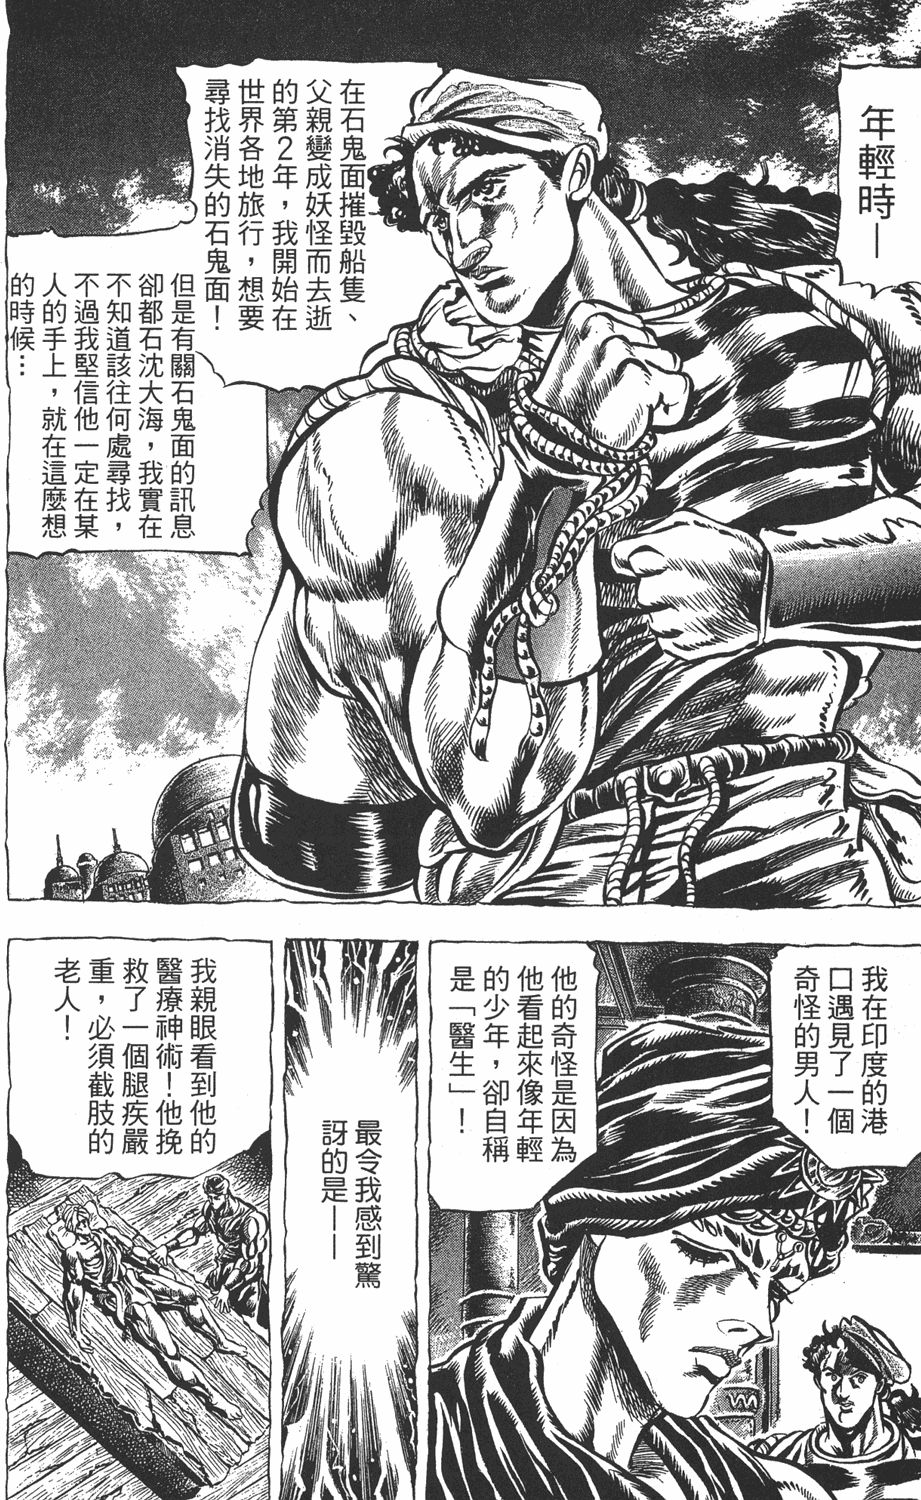 年輕時—
在石鬼面摧毀船隻、
父親變成妖怪而去逝
的第2年，我開始在
世界各地旅行，想要
尋找消失的石鬼面！
但是有關石鬼面的訊息
卻都石沈大海，我實在
不知道該往何處尋找，
不過我堅信他一定在某
人的手上，就在這麼想
的時候…
我在印度的港
口遇見了一個
奇怪的男人！
他的奇怪是因為
他看起來像年輕
的少年，卻自稱
是「醫生」！
最令我感到驚
訝的是——
我親眼看到他的
醫療神術！他挽
救了一個腿疾嚴
重，必須截肢的
老人！